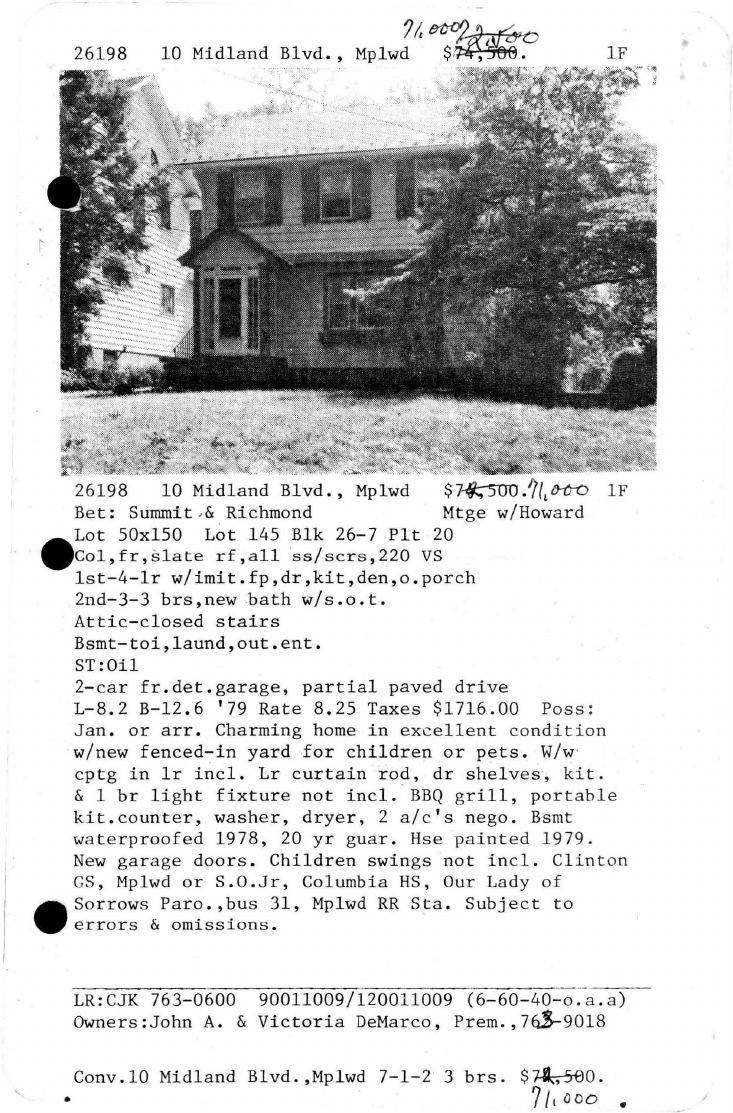 71,000
26198 10 Midland Blvd., Mplwd $74,500. 1F
26198 10 Midland Blvd., Mplwd $72,500. 71,000 1F
Bet: Summit & Richmond Mtge w/Howard
Lot 50x150 Lot 145 Blk 26-7 Plt 20
Col,fr,slate rf,all ss/scrs,220 VS
1st-4-lr w/imit.fp,dr,kit,den,o.porch
2nd-3-3 brs,new bath w/s.o.t.
Attic-closed stairs
Bsmt-toi,laund,out.ent.
ST:Oil
2-car fr.det.garage, partial paved drive
L-8.2 B-12.6 '79 Rate 8.25 Taxes $1716.00 Poss:
Jan. or arr. Charming home in excellent condition
w/new fenced-in yard for children or pets. W/w
cptg in lr incl. Lr curtain rod, dr shelves, kit.
& 1 br light fixture not incl. BBQ grill, portable
kit.counter, washer, dryer, 2 a/c's nego. Bsmt
waterproofed 1978, 20 yr guar. Hse painted 1979.
New garage doors. Children swings not incl. Clinton
GS, Mplwd or S.O.Jr, Columbia HS, Our Lady of
Sorrows Paro.,bus 31, Mplwd RR Sta. Subject to
errors & omissions.
LR:CJK 763-0600 90011009/120011009 (6-60-40-o.a.a)
Owners:John A. & Victoria DeMarco, Prem.,763-9018
Conv.10 Midland Blvd.,Mplwd 7-1-2 3 brs. $72,500.
71,000